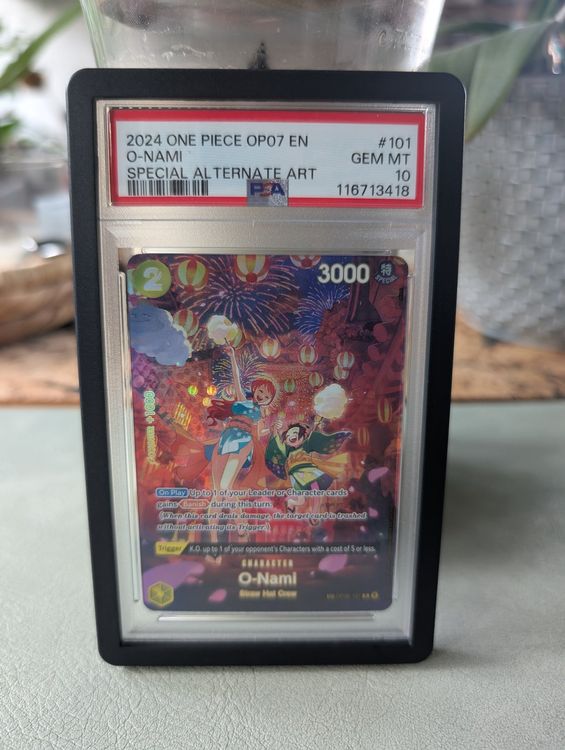 2024 ONE PIECE OP07 EN #101
O-NAMI GEM MT
SPECIAL ALTERNATE ART 10
PSA 116713418
2 3000 SPECIAL
COUNTER +1000
On Play Up to 1 of your Leader or Character cards
gains Banish during this turn.
(When this card deals damage, the target card is trashed
without activating its Trigger.)
Trigger K.O. up to 1 of your opponent's Characters with a cost of 5 or less.
CHARACTER
O-Nami
Straw Hat Crew